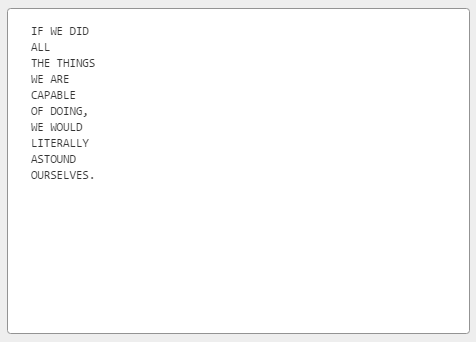 IF WE DID
ALL
THE THINGS
WE ARE
CAPABLE
OF DOING,
WE WOULD
LITERALLY
ASTOUND
OURSELVES.